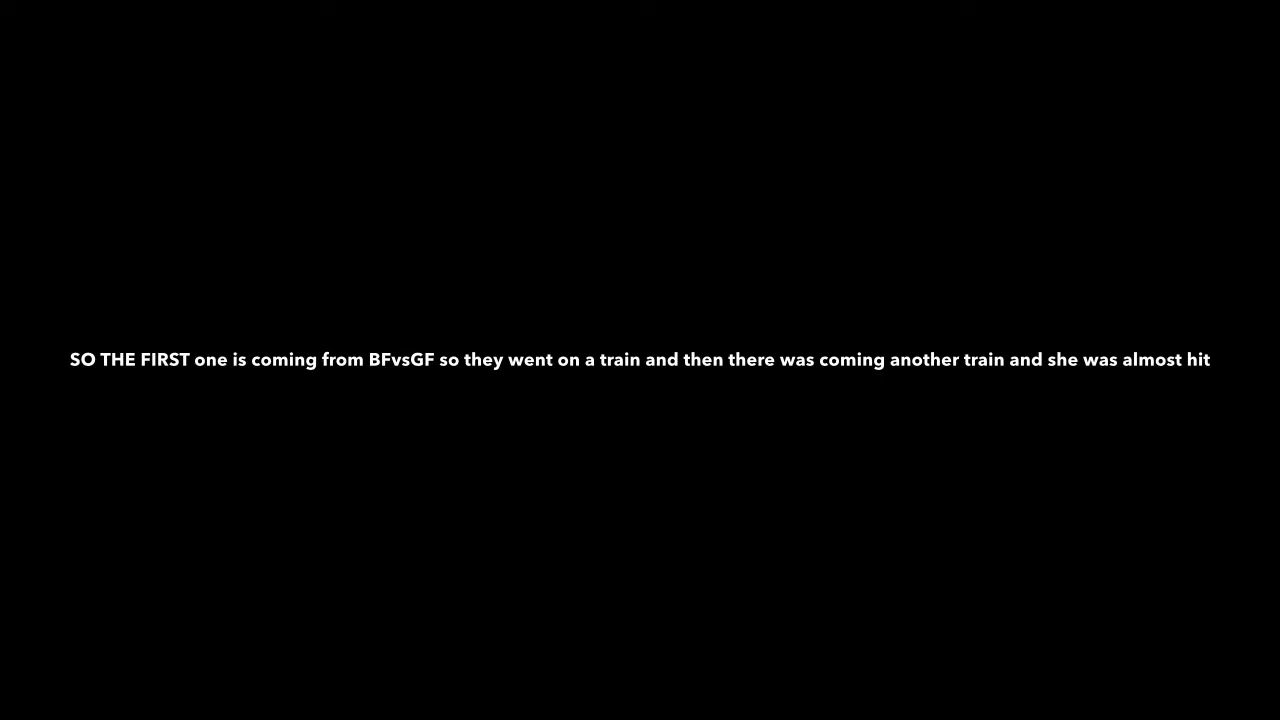 SO THE FIRST one is coming from BFvsGF so they went on a train and then there was coming another train and she was almost hit